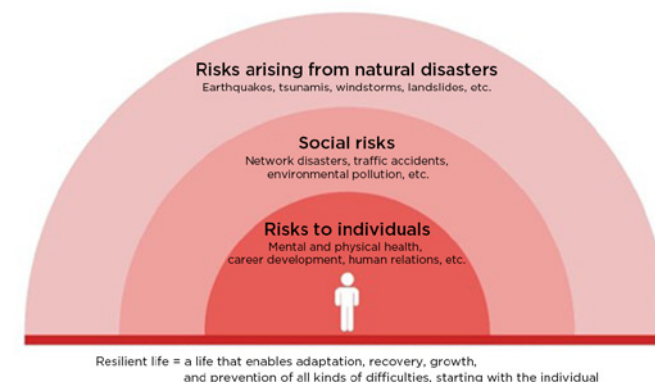 Risks arising from natural disasters
Earthquakes, tsunamis, windstorms, landslides, etc.
Social risks
Network disasters, traffic accidents,
environmental pollution, etc.
Risks to individuals
Mental and physical health,
career development, human relations, etc.
Resilient life = a life that enables adaptation, recovery, growth,
and prevention of all kinds of difficulties, starting with the individual